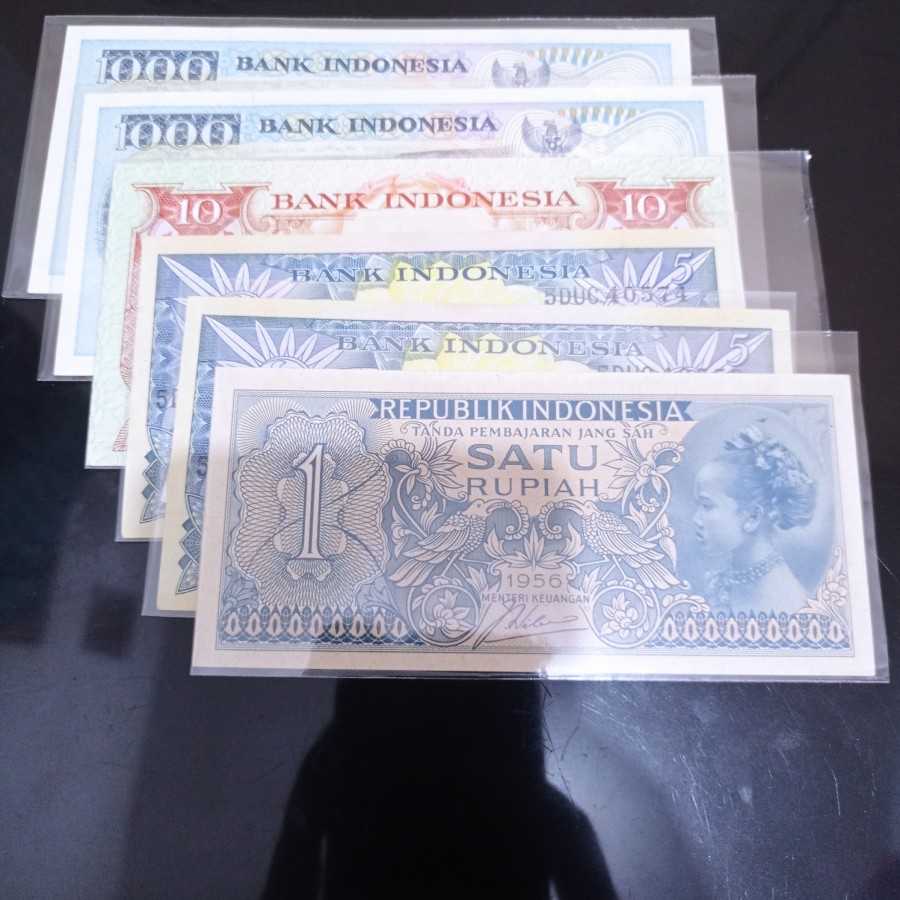 1000 BANK INDONESIA
1000 BANK INDONESIA
10 BANK INDONESIA 10
BANK INDONESIA 5
5DUC
BANK INDONESIA 5
REPUBLIK INDONESIA
TANDA PEMBAJARAN JANG SAH
SATU
RUPIAH
1
1956
MENTERI KEUANGAN